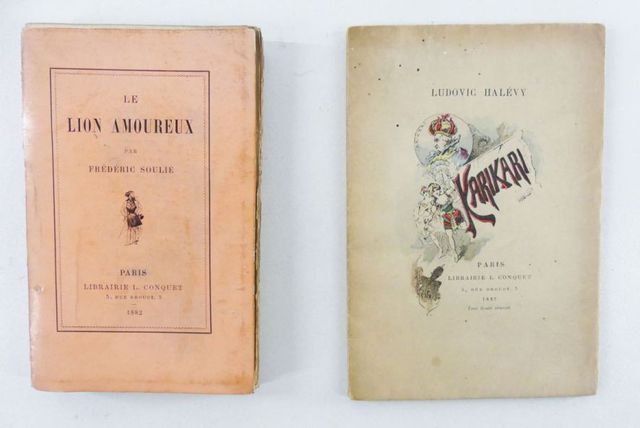 LE
LION AMOUREUX
PAR
FRÉDÉRIC SOULIÉ
PARIS
LIBRAIRIE L. CONQUET
5, RUE DROUOT, 5
1882
LUDOVIC HALÉVY
KARIKARI
PARIS
LIBRAIRIE L. CONQUET
5, RUE DROUOT, 5